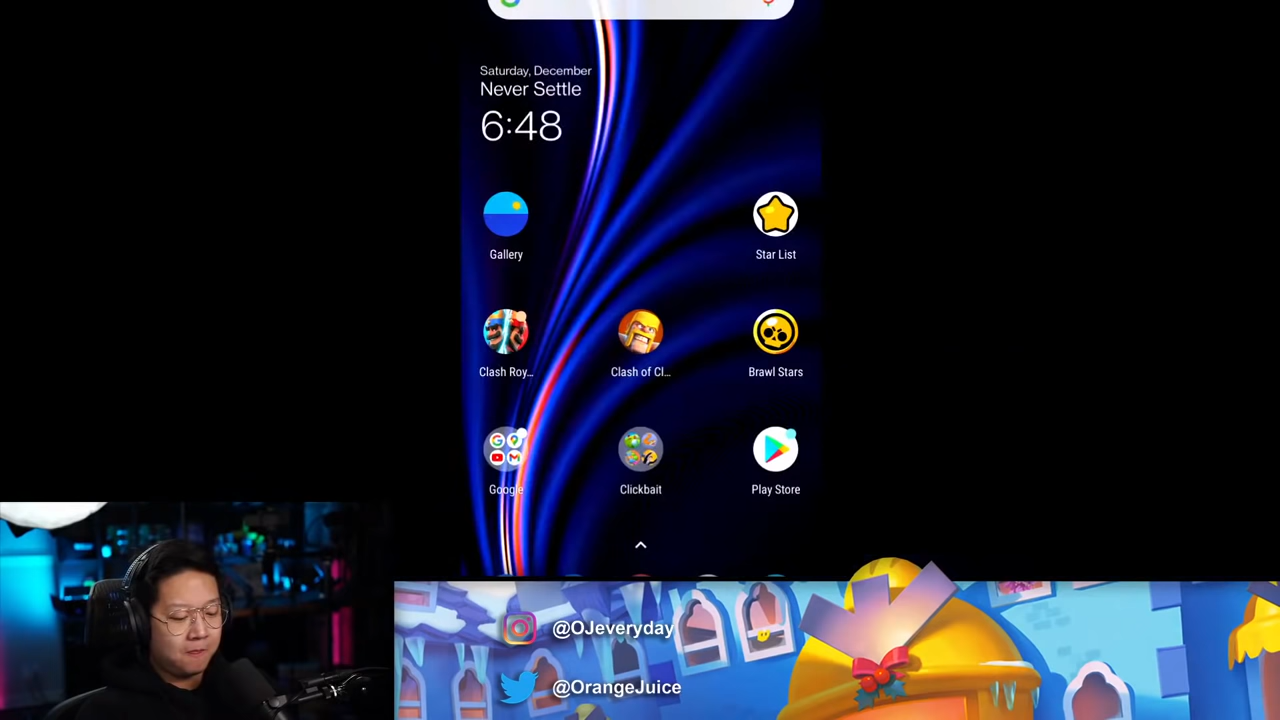 Saturday, December
Never Settle
6:48
Gallery
Star List
Clash Roy...
Clash of Cl...
Brawl Stars
Google
Clickbait
Play Store
@OJeveryday
@OrangeJuice